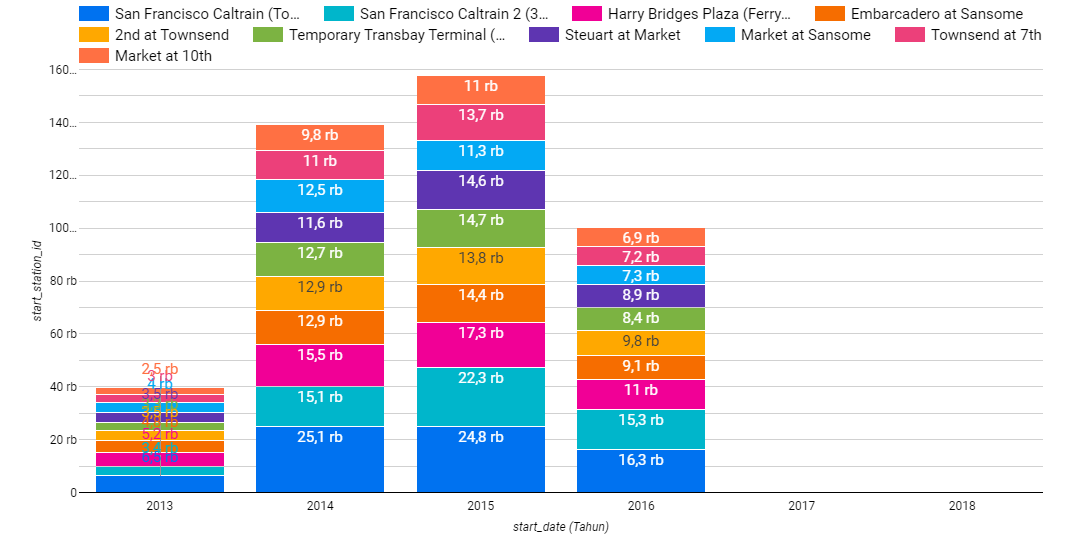 San Francisco Caltrain (To... San Francisco Caltrain 2 (3... Harry Bridges Plaza (Ferry... Embarcadero at Sansome
2nd at Townsend Temporary Transbay Terminal (... Steuart at Market Market at Sansome Townsend at 7th
Market at 10th
160...
140...
120...
100...
80 rb
60 rb
40 rb
20 rb
0
start_station_id
2,5 rb
3 rb
4 rb
3,5 rb
5,2 rb
9,8 rb
11 rb
12,5 rb
11,6 rb
12,7 rb
12,9 rb
12,9 rb
15,5 rb
15,1 rb
25,1 rb
11 rb
13,7 rb
11,3 rb
14,6 rb
14,7 rb
13,8 rb
14,4 rb
17,3 rb
22,3 rb
24,8 rb
6,9 rb
7,2 rb
7,3 rb
8,9 rb
8,4 rb
9,8 rb
9,1 rb
11 rb
15,3 rb
16,3 rb
2013 2014 2015 2016 2017 2018
start_date (Tahun)